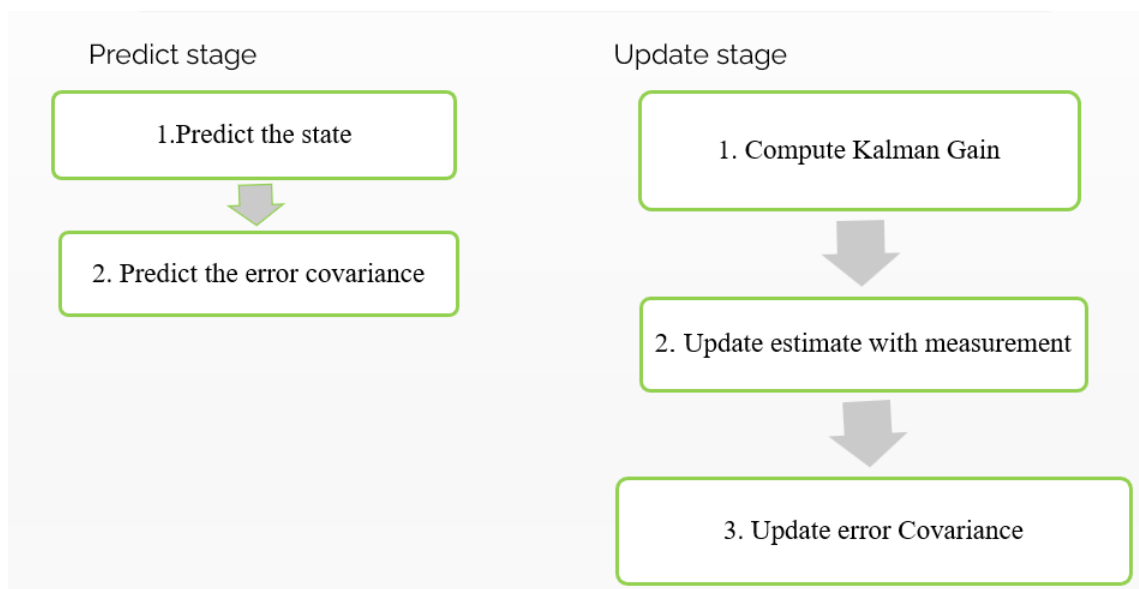 Predict stage
1.Predict the state
2. Predict the error covariance
Update stage
1. Compute Kalman Gain
2. Update estimate with measurement
3. Update error Covariance